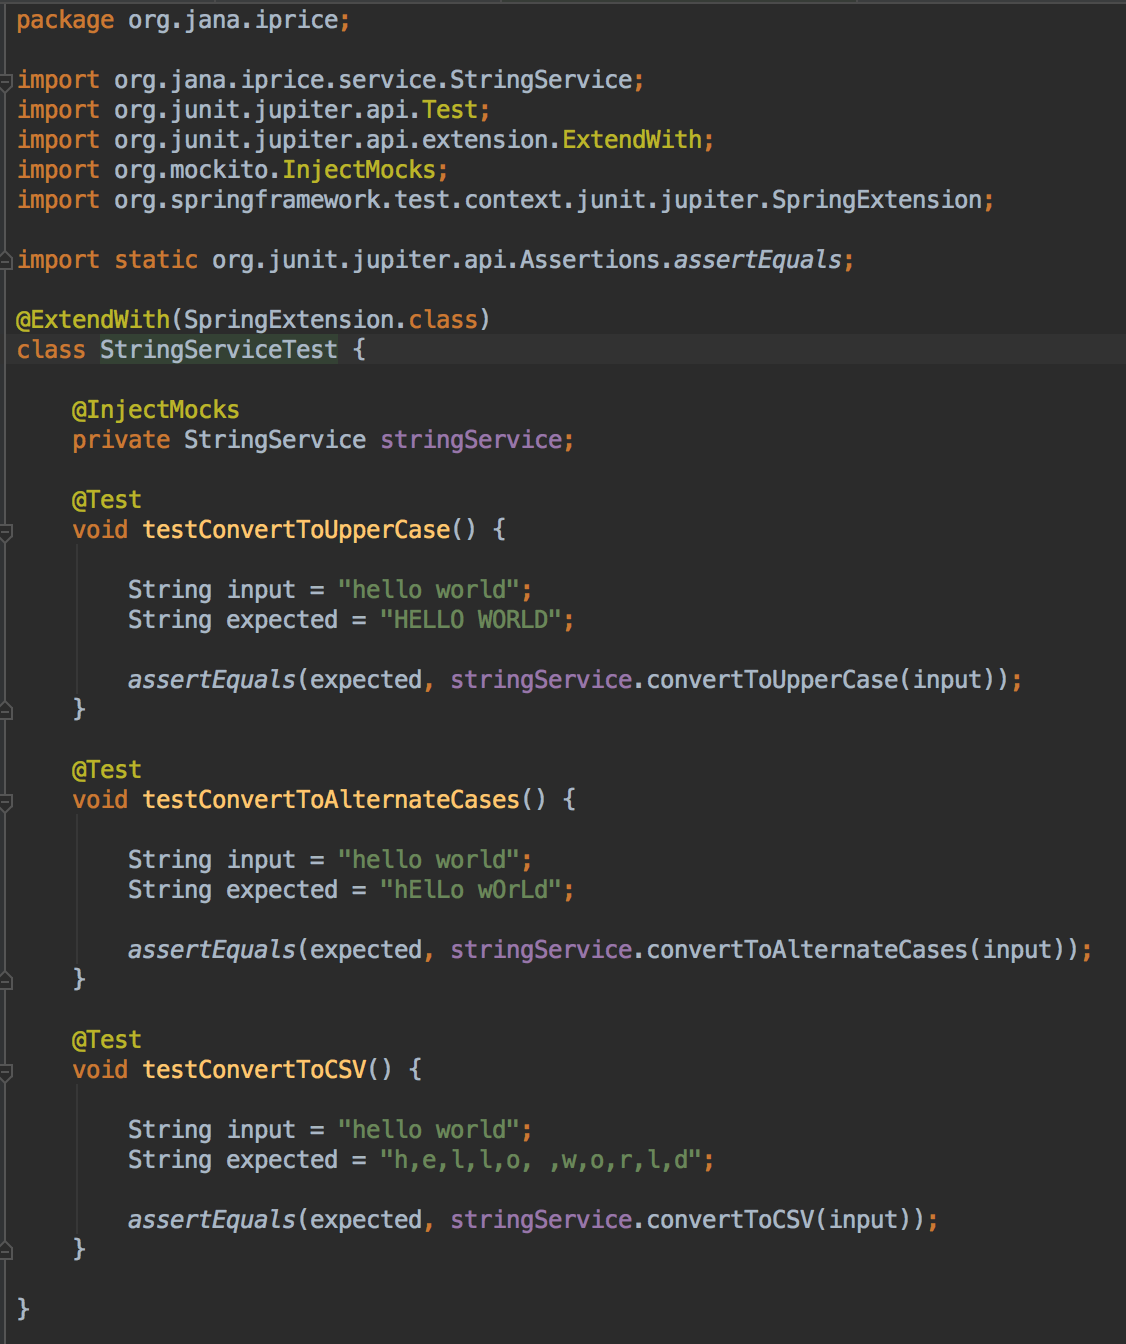 package org.jana.iprice;
import org.jana.iprice.service.StringService;
import org.junit.jupiter.api.Test;
import org.junit.jupiter.api.extension.ExtendWith;
import org.mockito.InjectMocks;
import org.springframework.test.context.junit.jupiter.SpringExtension;
import static org.junit.jupiter.api.Assertions.assertEquals;
@ExtendWith(SpringExtension.class)
class StringServiceTest {
@InjectMocks
private StringService stringService;
@Test
void testConvertToUpperCase() {
String input = "hello world";
String expected = "HELLO WORLD";
assertEquals(expected, stringService.convertToUpperCase(input));
}
@Test
void testConvertToAlternateCases() {
String input = "hello world";
String expected = "hElLo wOrLd";
assertEquals(expected, stringService.convertToAlternateCases(input));
}
@Test
void testConvertToCSV() {
String input = "hello world";
String expected = "h,e,l,l,o, ,w,o,r,l,d";
assertEquals(expected, stringService.convertToCSV(input));
}
}